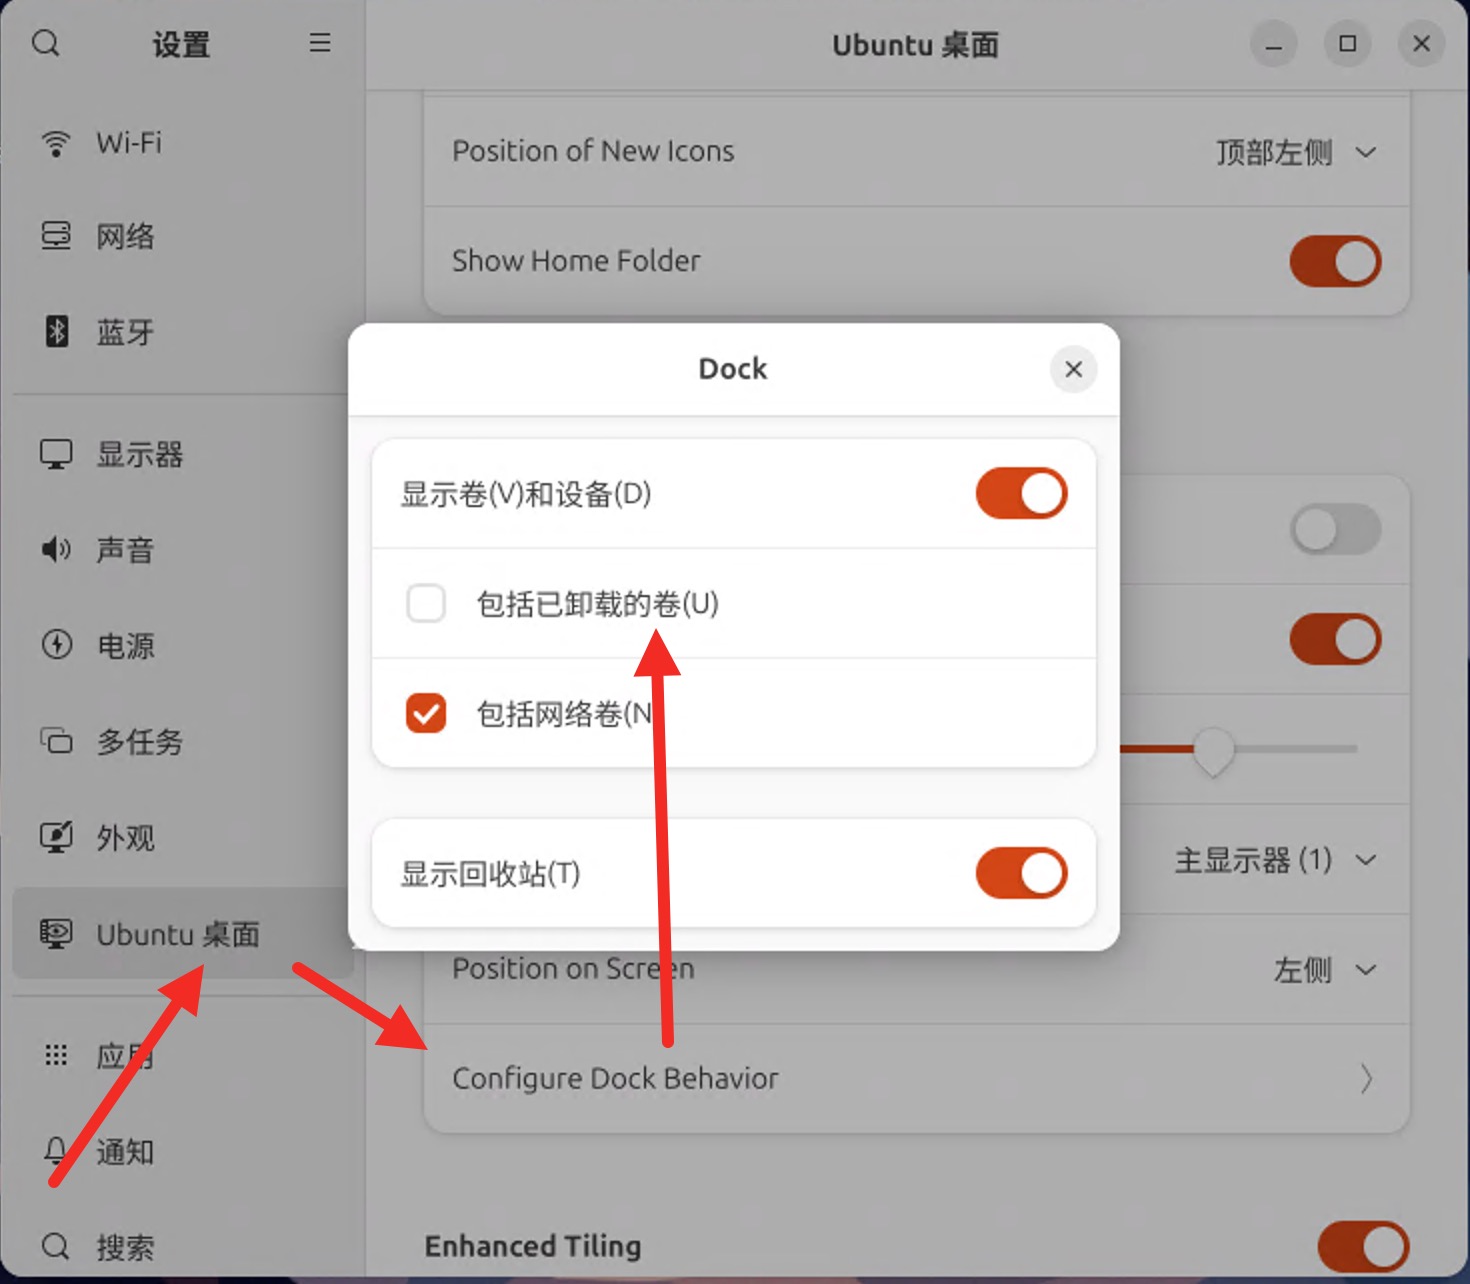 设置
Ubuntu 桌面
Wi-Fi
网络
蓝牙
显示器
声音
电源
多任务
外观
Ubuntu 桌面
应用
通知
搜索
Position of New Icons
顶部左侧
Show Home Folder
Dock
显示卷(V)和设备(D)
包括已卸载的卷(U)
包括网络卷(N
显示回收站(T)
主显示器 (1)
Position on Screen
左侧
Configure Dock Behavior
Enhanced Tiling